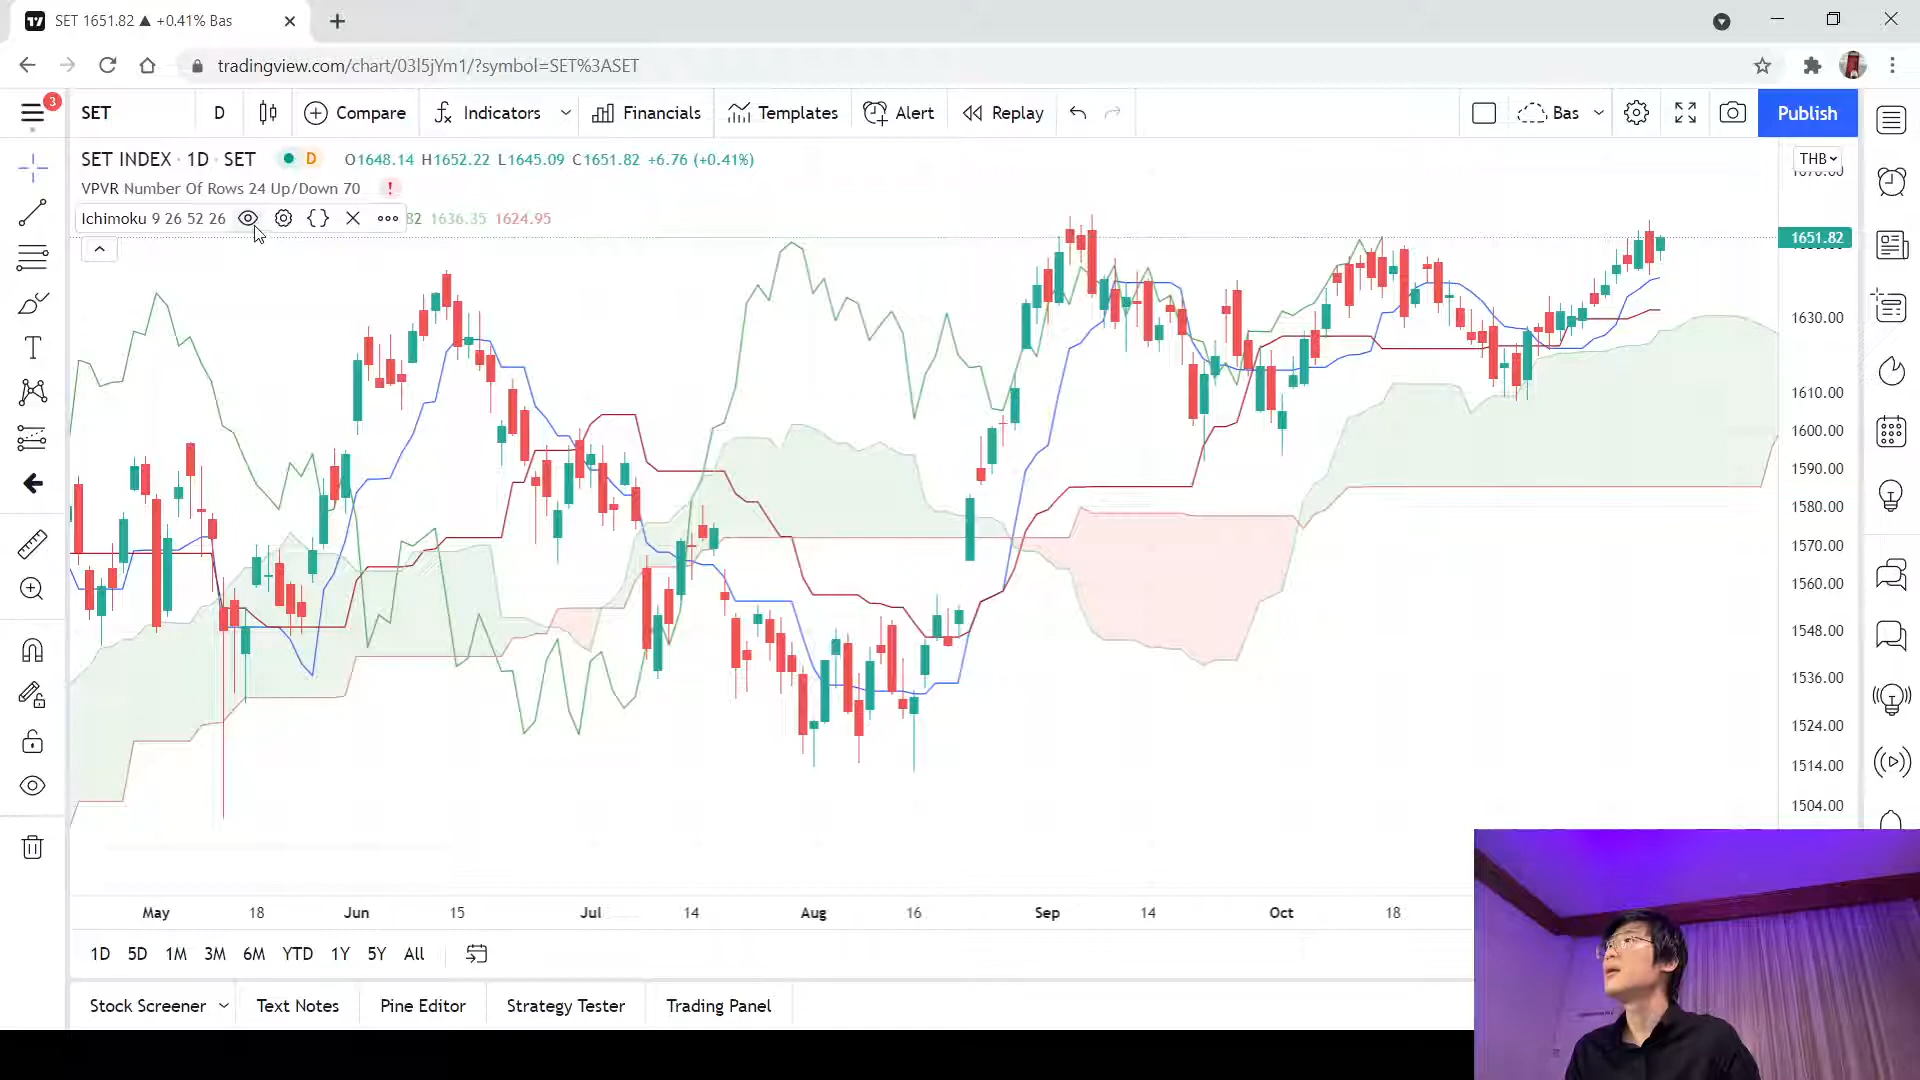 SET 1651.82 ▲ +0.41% Bas
tradingview.com/chart/03l5jYm1/?symbol=SET%3ASET
3
SET D Compare Indicators Financials Templates Alert Replay Bas Publish
SET INDEX · 1D · SET D O1648.14 H1652.22 L1645.09 C1651.82 +6.76 (+0.41%)
THB
VPVR Number Of Rows 24 Up/Down 70 !
Ichimoku 9 26 52 26 82 1636.35 1624.95
1651.82
1630.00
1610.00
1600.00
1590.00
1580.00
1570.00
1560.00
1548.00
1536.00
1524.00
1514.00
1504.00
May 18 Jun 15 Jul 14 Aug 16 Sep 14 Oct 18
1D 5D 1M 3M 6M YTD 1Y 5Y All
Stock Screener Text Notes Pine Editor Strategy Tester Trading Panel